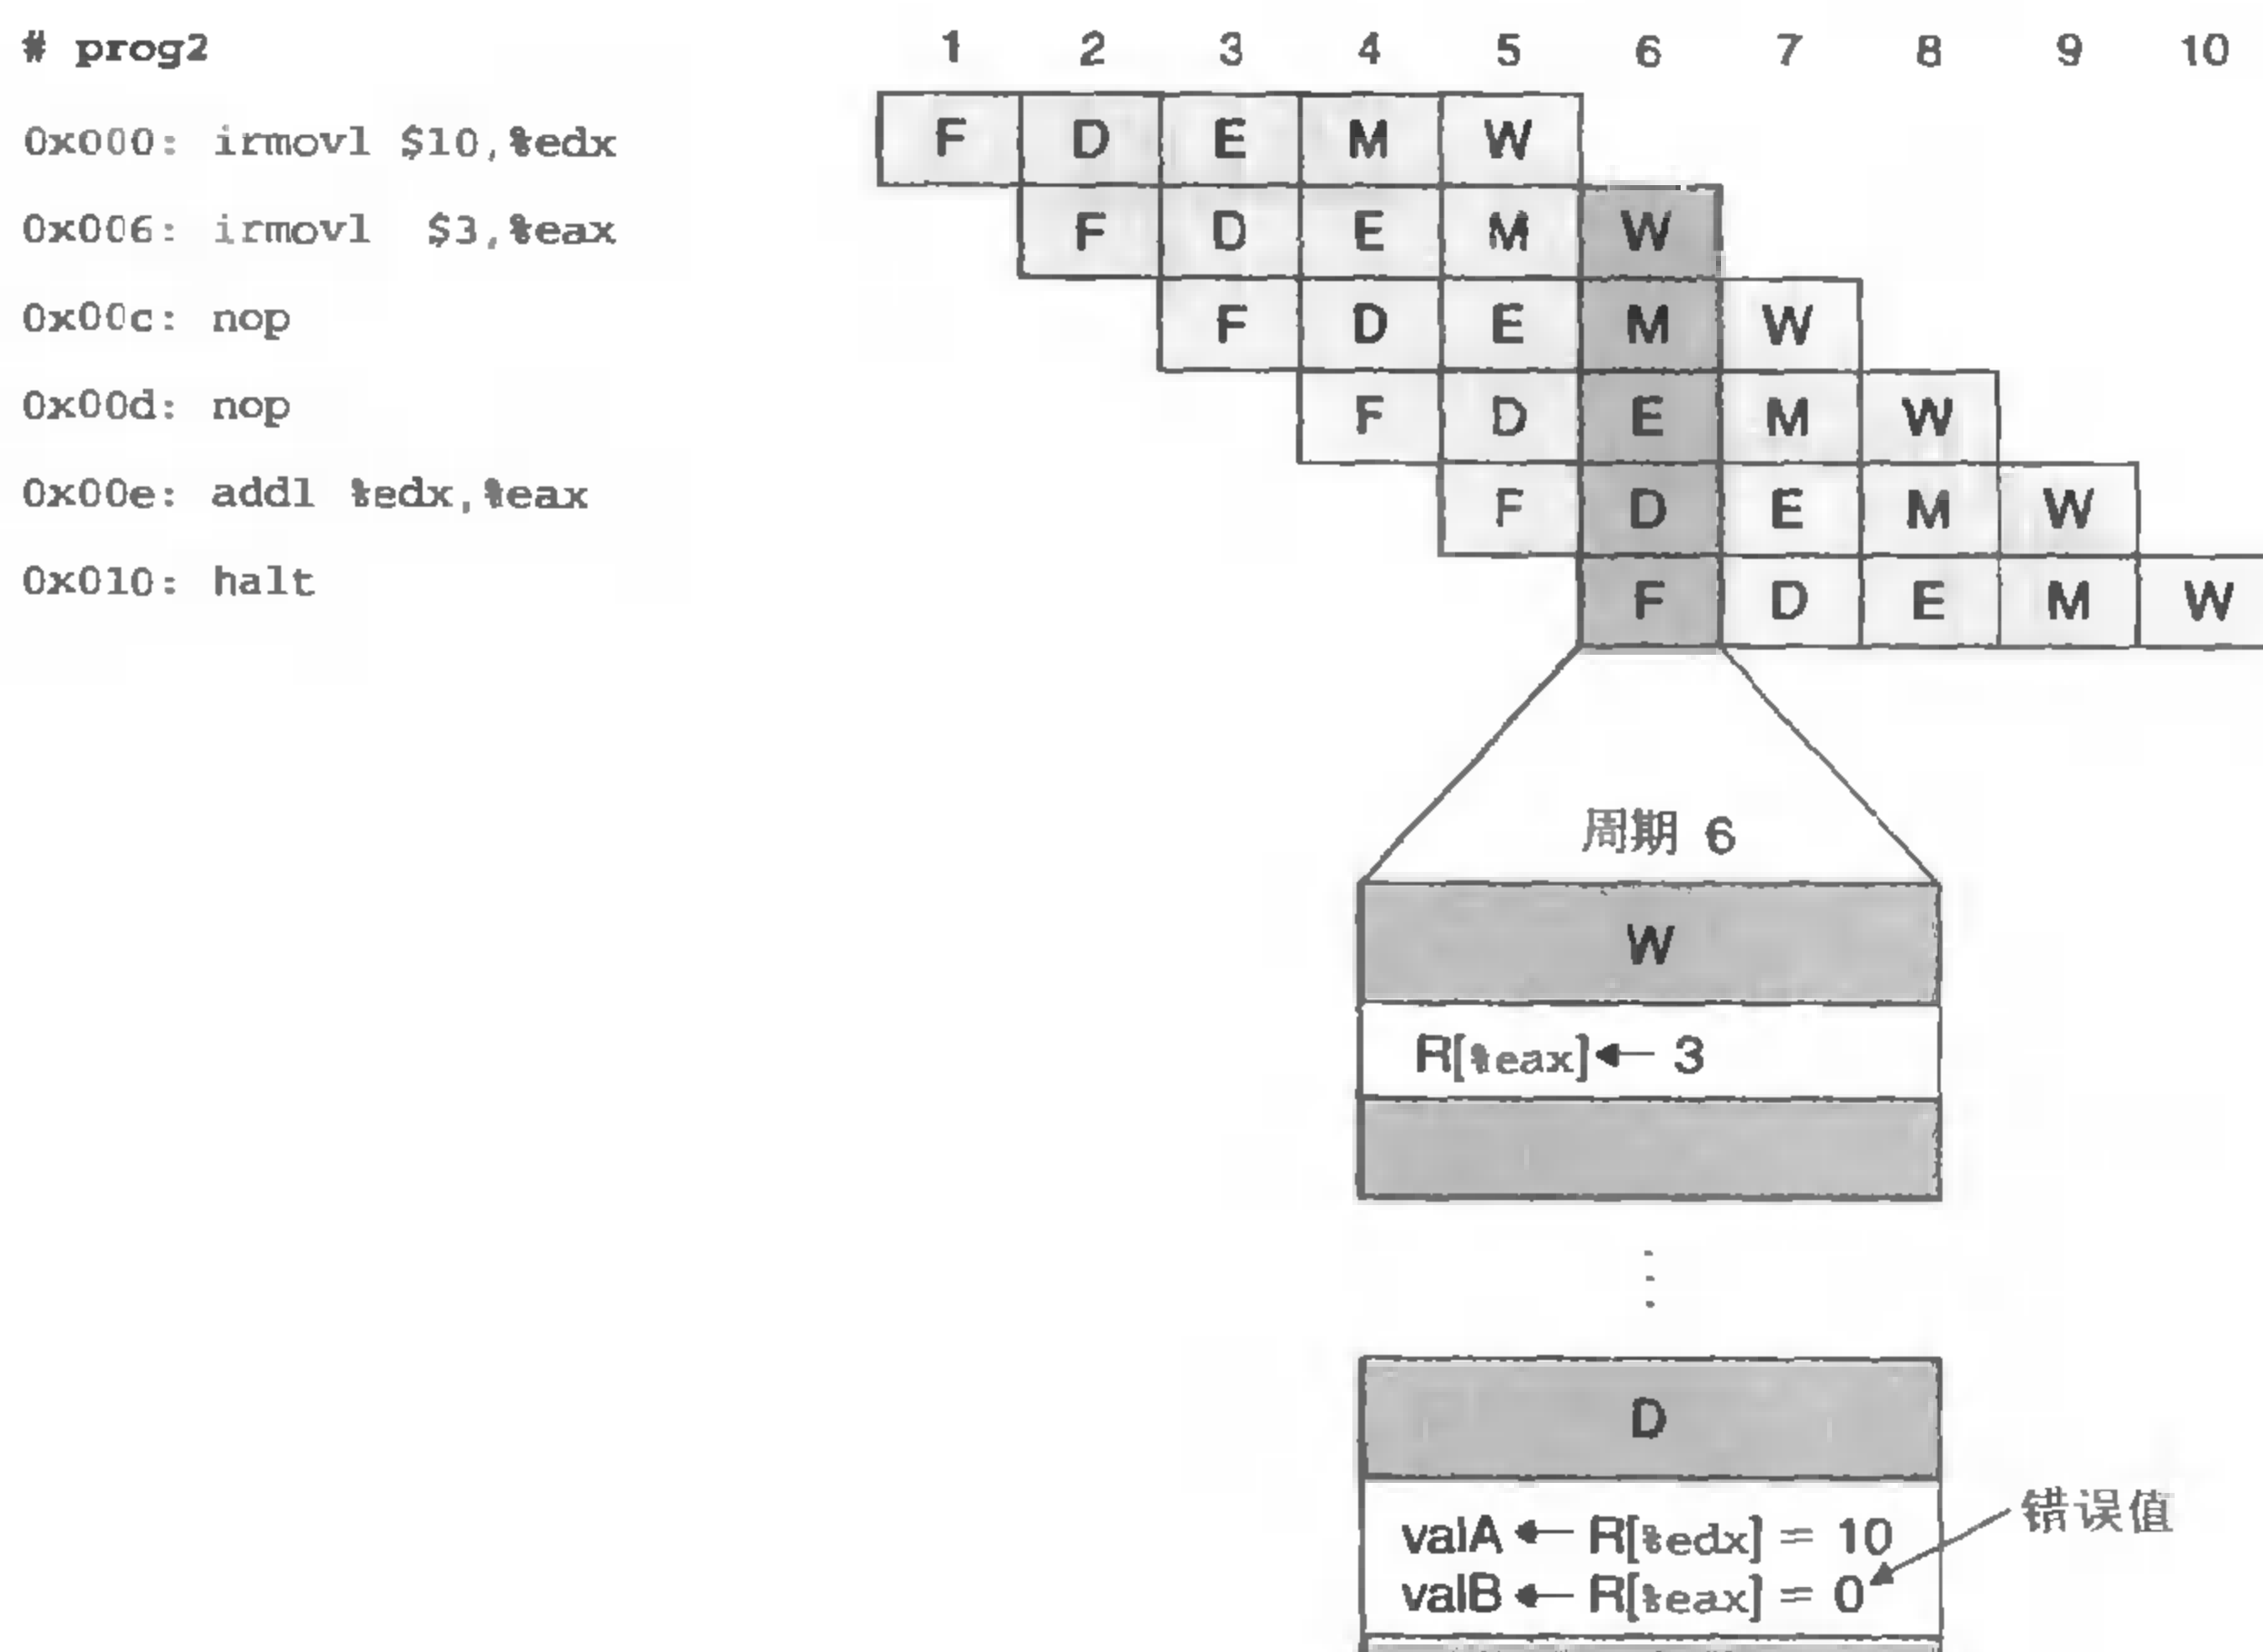 # prog2 1 2 3 4 5 6 7 8 9 10
0x000: irmovl $10,%edx F D E M W
0x006: irmovl $3,%eax F D E M W
0x00c: nop F D E M W
0x00d: nop F D E M W
0x00e: addl %edx,%eax F D E M W
0x010: halt F D E M W
周期 6
W
R[%eax]← 3
⋮
D
valA ← R[%edx] = 10
错误值
valB ← R[%eax] = 0